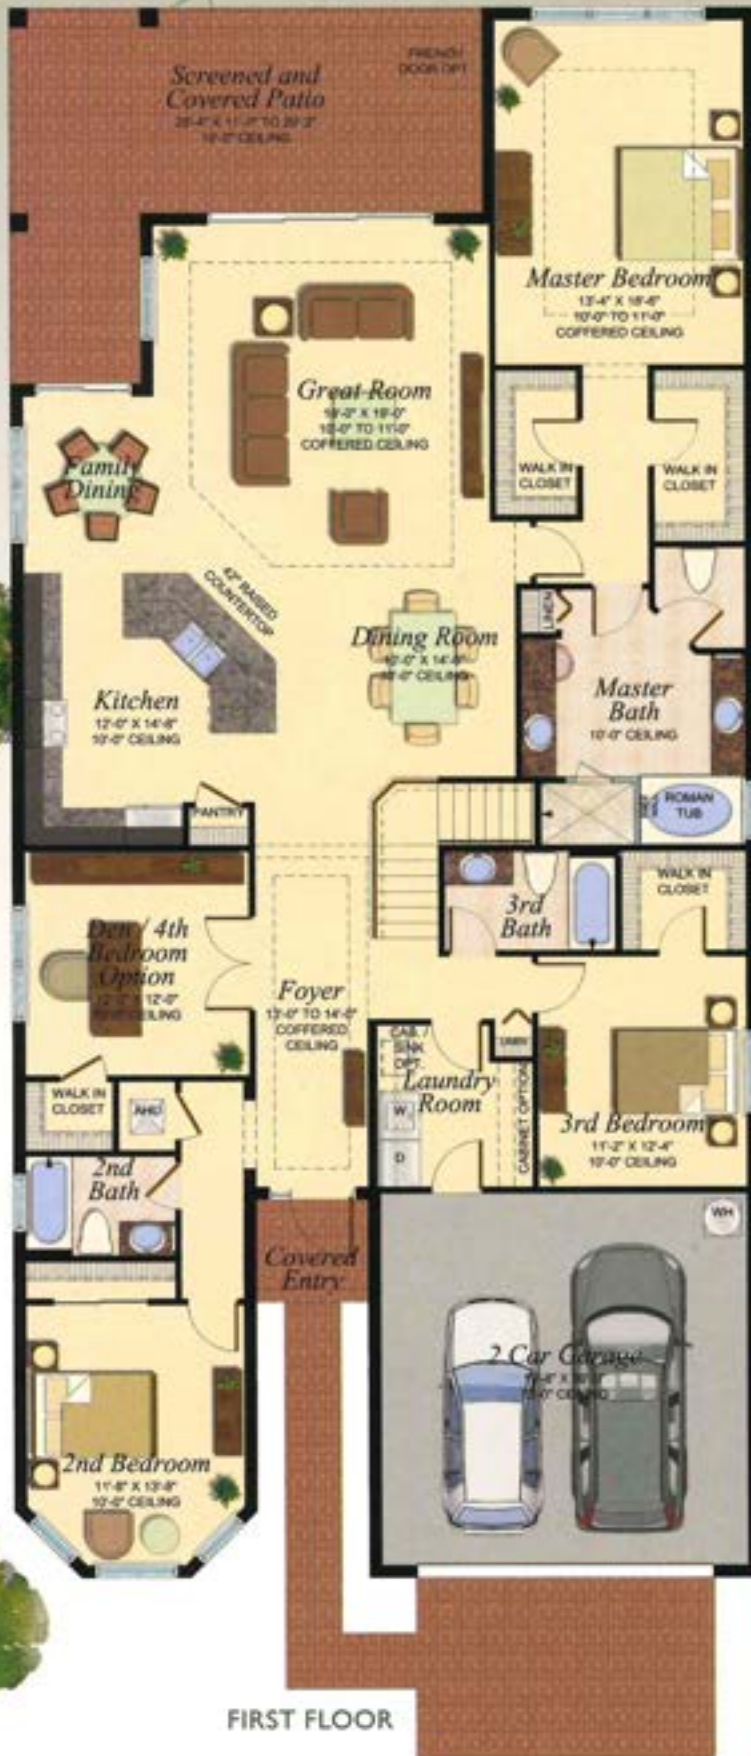 Screened and
Covered Patio
10'-0" CEILING
FRENCH
DOOR OPT
Master Bedroom
13'-4" X 18'-6"
10'-0" TO 11'-0"
COFFERED CEILING
Great Room
10'-0" TO 11'-0"
COFFERED CEILING
WALK IN
CLOSET
WALK IN
CLOSET
Family
Dining
42" RAISED
COUNTERTOP
LINEN
Dining Room
10'-0" CEILING
Kitchen
12'-0" X 14'-8"
10'-0" CEILING
Master
Bath
10'-0" CEILING
PANTRY
ROMAN
TUB
WALK IN
CLOSET
3rd
Bath
Den / 4th
Bedroom
Option
CEILING
Foyer
13'-0" TO 14'-0"
COFFERED
CEILING
CAB. /
SINK
OPT.
LINEN
Laundry
Room
W
D
CABINET OPTION
3rd Bedroom
11'-2" X 12'-4"
10'-0" CEILING
WALK IN
CLOSET
AHU
2nd
Bath
WH
Covered
Entry
2 Car Garage
CEILING
2nd Bedroom
11'-8" X 13'-8"
10'-0" CEILING
FIRST FLOOR